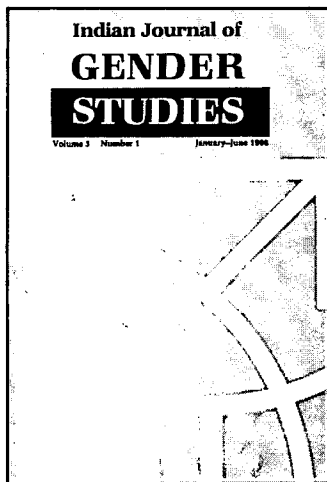 Indian Journal of
GENDER
STUDIES
Volume 3 Number 1 January–June 1996